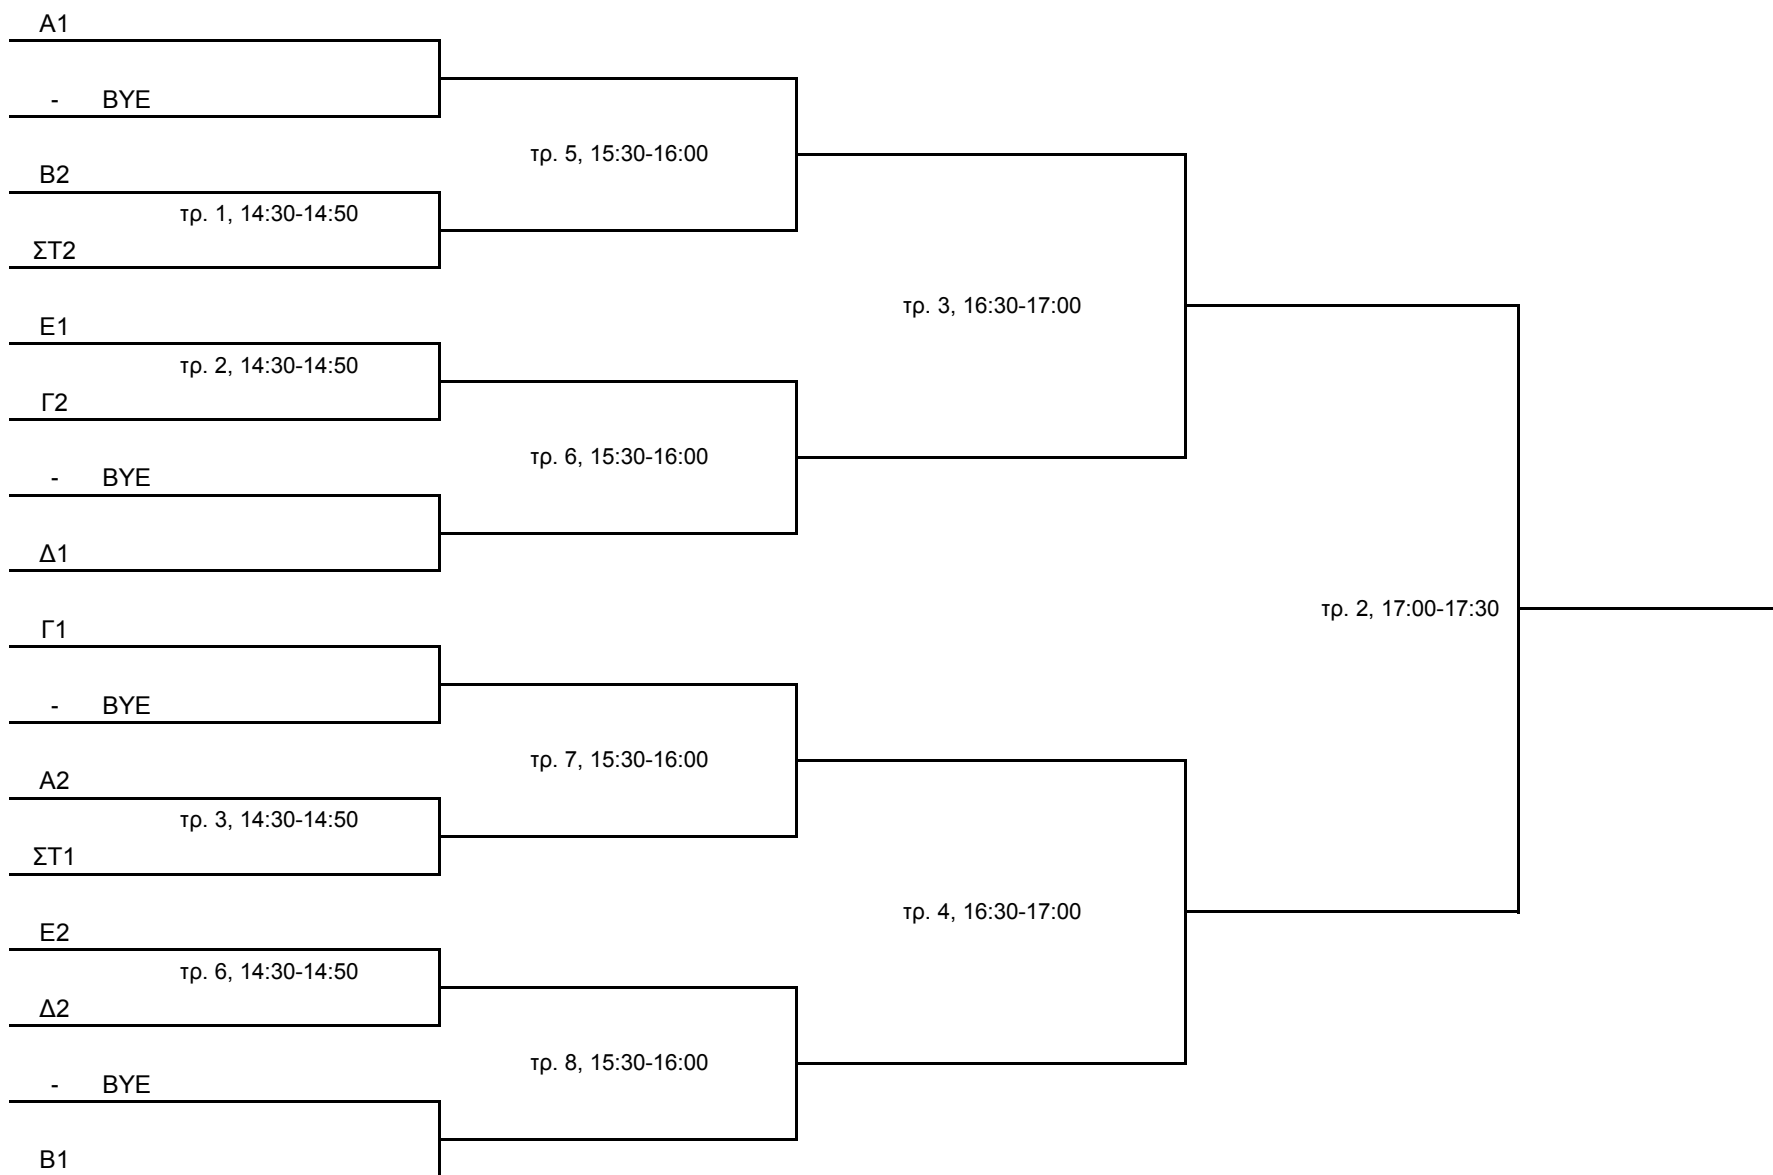 Α1
- BYE
τρ. 5, 15:30-16:00
Β2
τρ. 1, 14:30-14:50
ΣΤ2
τρ. 3, 16:30-17:00
Ε1
τρ. 2, 14:30-14:50
Γ2
τρ. 6, 15:30-16:00
- BYE
Δ1
τρ. 2, 17:00-17:30
Γ1
- BYE
τρ. 7, 15:30-16:00
Α2
τρ. 3, 14:30-14:50
ΣΤ1
τρ. 4, 16:30-17:00
Ε2
τρ. 6, 14:30-14:50
Δ2
τρ. 8, 15:30-16:00
- BYE
Β1